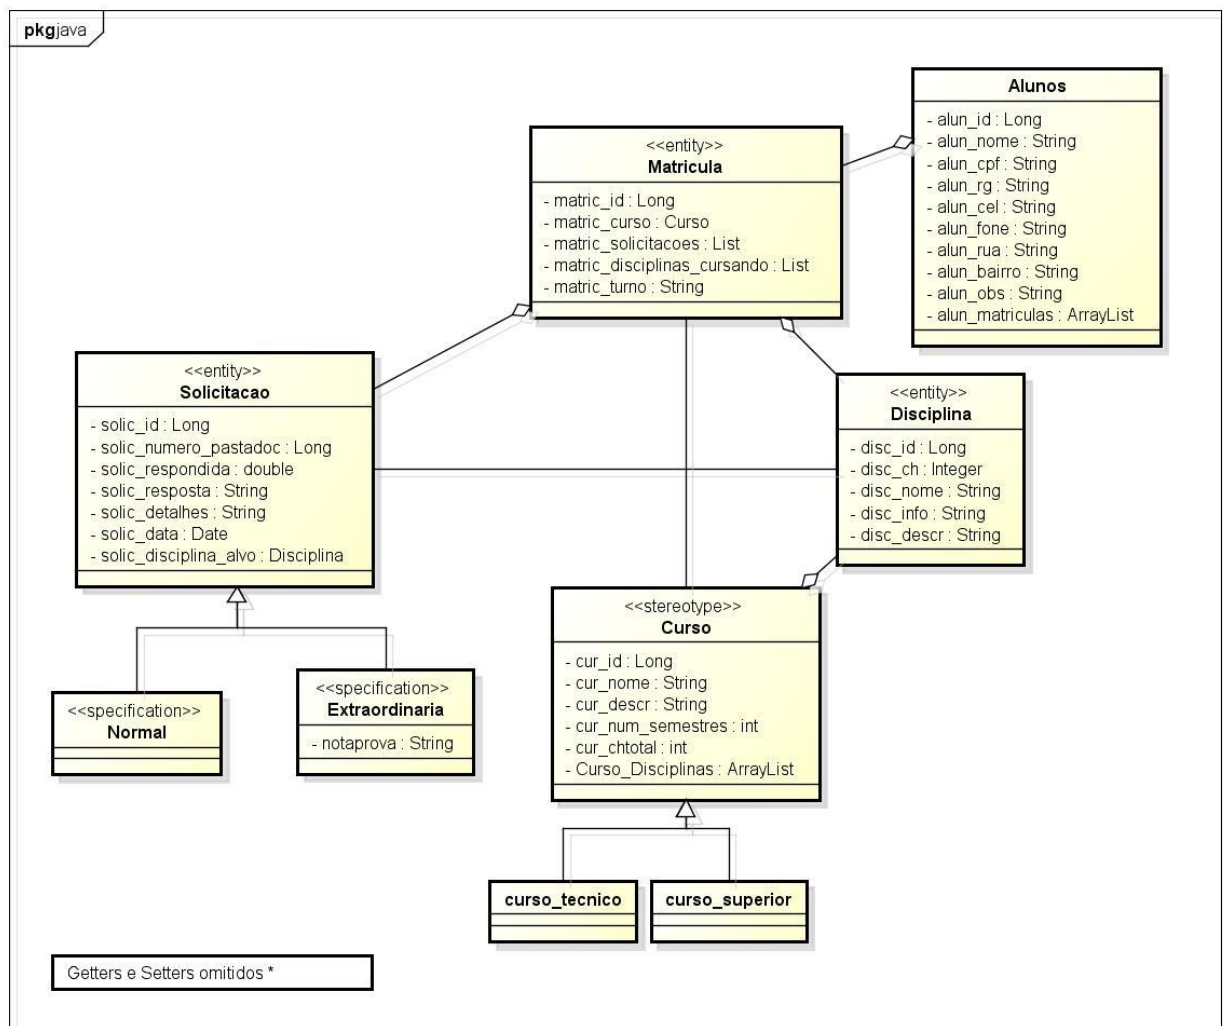 pkg java
Alunos
- alun_id : Long
- alun_nome : String
- alun_cpf : String
- alun_rg : String
- alun_cel : String
- alun_fone : String
- alun_rua : String
- alun_bairro : String
- alun_obs : String
- alun_matriculas : ArrayList
<<entity>>
Matricula
- matric_id : Long
- matric_curso : Curso
- matric_solicitacoes : List
- matric_disciplinas_cursando : List
- matric_turno : String
<<entity>>
Solicitacao
- solic_id : Long
- solic_numero_pastadoc : Long
- solic_respondida : double
- solic_resposta : String
- solic_detalhes : String
- solic_data : Date
- solic_disciplina_alvo : Disciplina
<<entity>>
Disciplina
- disc_id : Long
- disc_ch : Integer
- disc_nome : String
- disc_info : String
- disc_descr : String
<<stereotype>>
Curso
- cur_id : Long
- cur_nome : String
- cur_descr : String
- cur_num_semestres : int
- cur_chtotal : int
- Curso_Disciplinas : ArrayList
<<specification>>
Normal
<<specification>>
Extraordinaria
- notaprova : String
curso_tecnico
curso_superior
Getters e Setters omitidos *